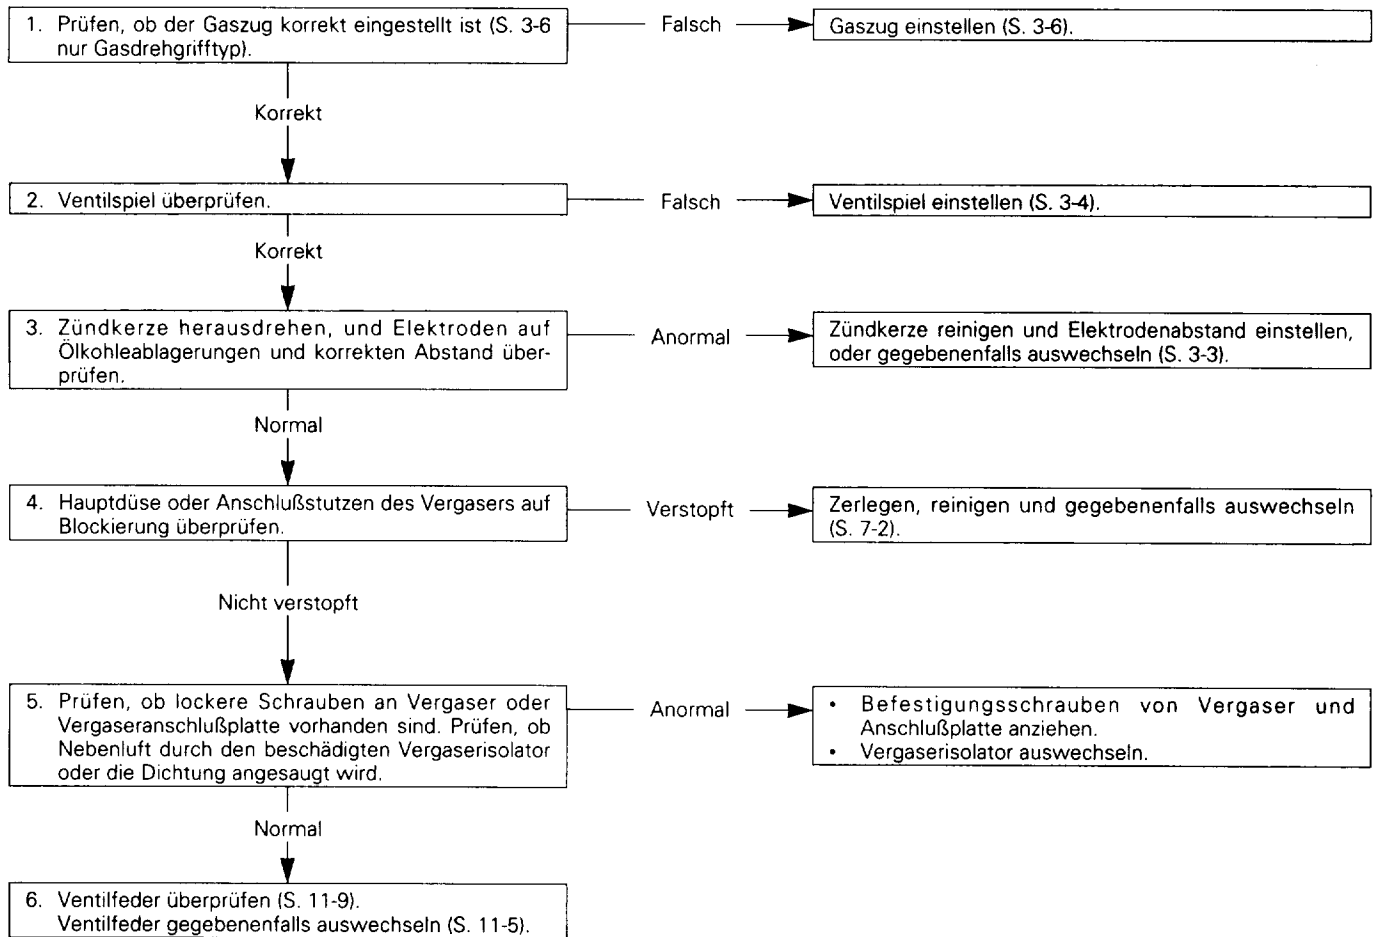 1. Prüfen, ob der Gaszug korrekt eingestellt ist (S. 3-6
nur Gasdrehgrifftyp).
Falsch
Gaszug einstellen (S. 3-6).
Korrekt
2. Ventilspiel überprüfen.
Falsch
Ventilspiel einstellen (S. 3-4).
Korrekt
3. Zündkerze herausdrehen, und Elektroden auf
Ölkohleablagerungen und korrekten Abstand über-
prüfen.
Anormal
Zündkerze reinigen und Elektrodenabstand einstellen,
oder gegebenenfalls auswechseln (S. 3-3).
Normal
4. Hauptdüse oder Anschlußstutzen des Vergasers auf
Blockierung überprüfen.
Verstopft
Zerlegen, reinigen und gegebenenfalls auswechseln
(S. 7-2).
Nicht verstopft
5. Prüfen, ob lockere Schrauben an Vergaser oder
Vergaseranschlußplatte vorhanden sind. Prüfen, ob
Nebenluft durch den beschädigten Vergaserisolator
oder die Dichtung angesaugt wird.
Anormal
• Befestigungsschrauben von Vergaser und
Anschlußplatte anziehen.
• Vergaserisolator auswechseln.
Normal
6. Ventilfeder überprüfen (S. 11-9).
Ventilfeder gegebenenfalls auswechseln (S. 11-5).